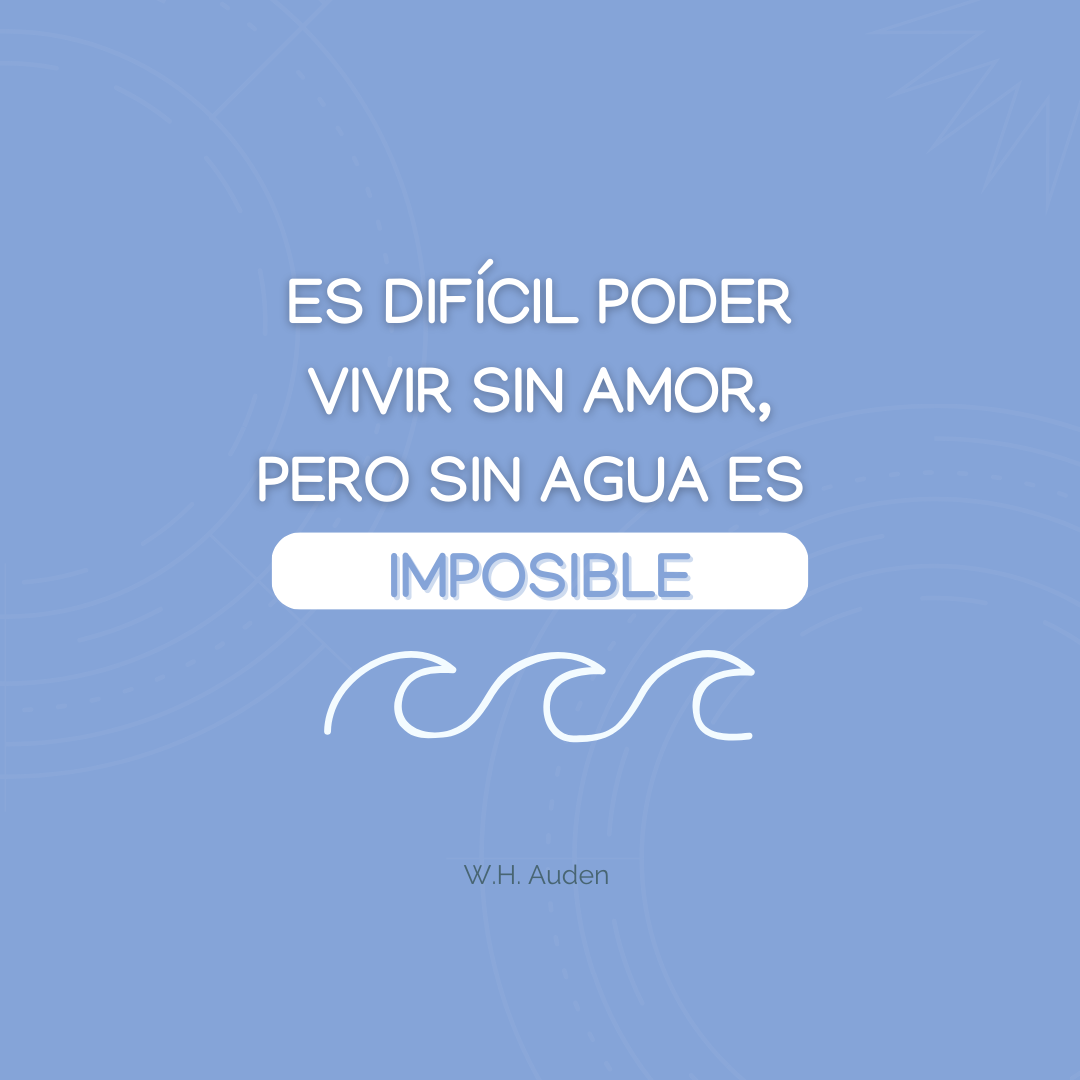 ES DIFÍCIL PODER
VIVIR SIN AMOR,
PERO SIN AGUA ES
IMPOSIBLE
W.H. Auden